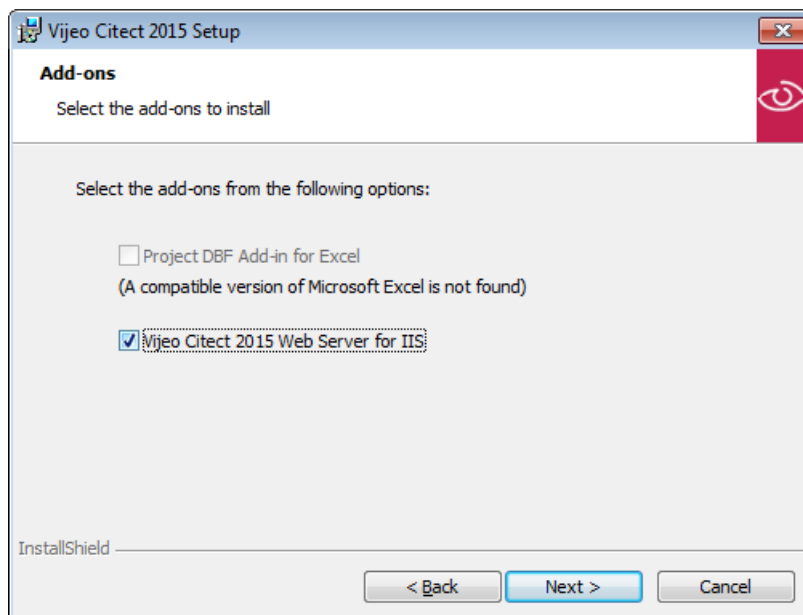 Vijeo Citect 2015 Setup
Add-ons
Select the add-ons to install
Select the add-ons from the following options:
Project DBF Add-in for Excel
(A compatible version of Microsoft Excel is not found)
Vijeo Citect 2015 Web Server for IIS
InstallShield
< Back
Next >
Cancel